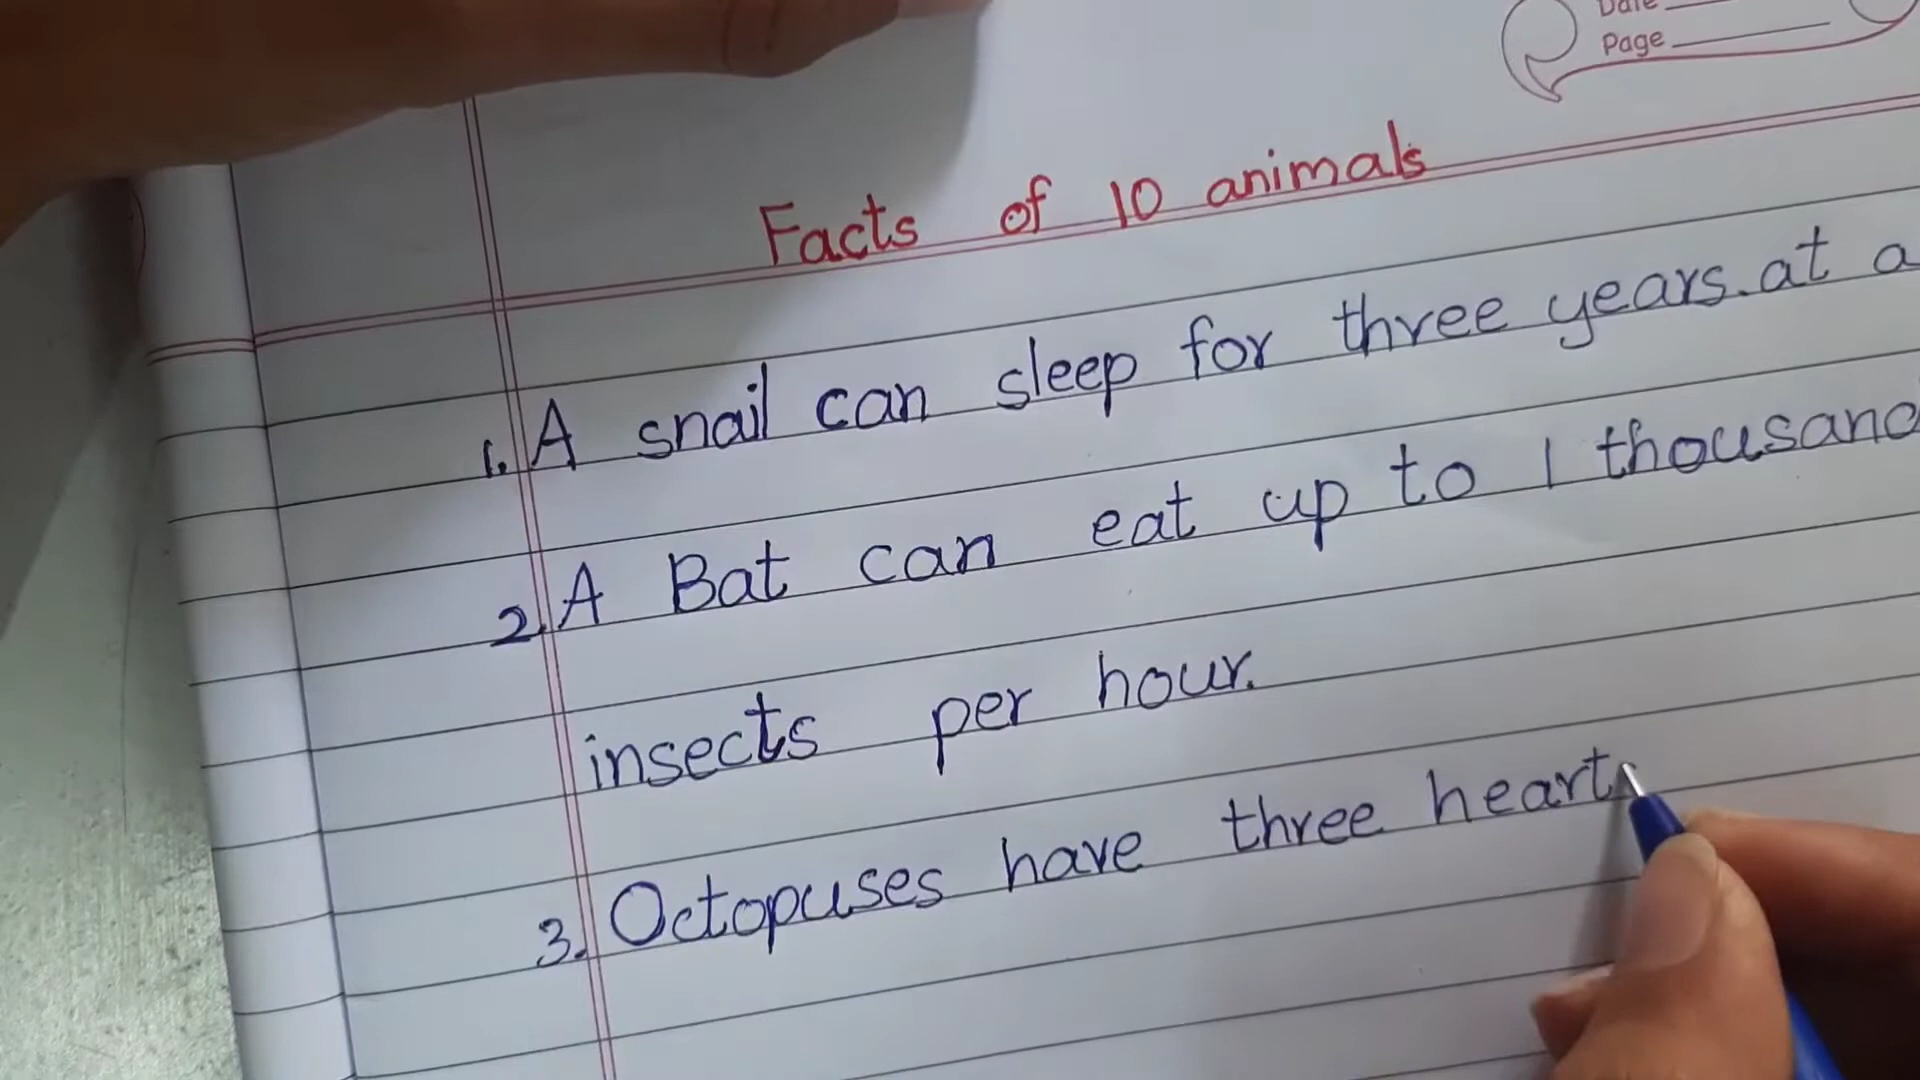 Date
Page
Facts of 10 animals
1. A snail can sleep for three years. at a
2. A Bat can eat up to 1 thousand
insects per hour.
3. Octopuses have three hearts